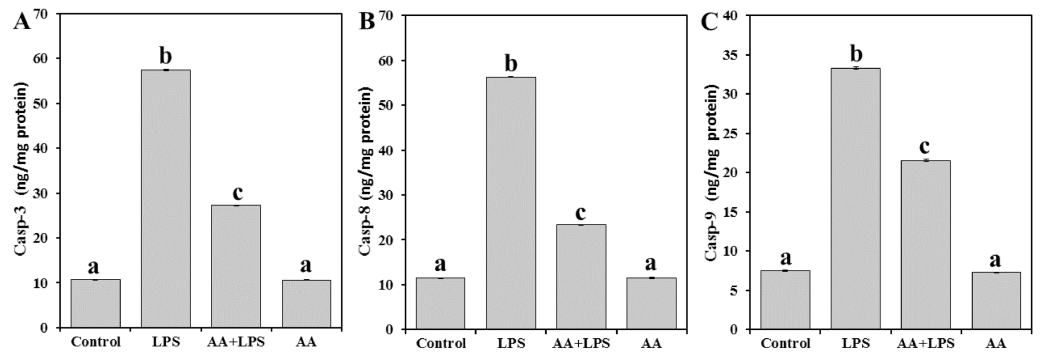 A
Casp-3 (ng/mg protein)
70
60
50
40
30
20
10
0
a
b
c
a
Control LPS AA+LPS AA
B
Casp-8 (ng/mg protein)
70
60
50
40
30
20
10
0
a
b
c
a
Control LPS AA+LPS AA
C
Casp-9 (ng/mg protein)
40
35
30
25
20
15
10
5
0
a
b
c
a
Control LPS AA+LPS AA